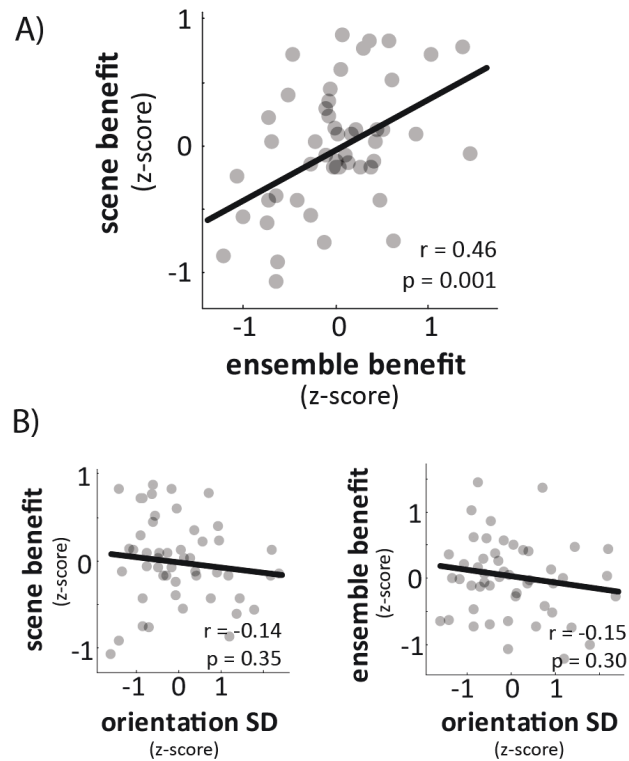 A)
scene benefit
(z-score)
1
0
-1
r = 0.46
p = 0.001
-1 0 1
ensemble benefit
(z-score)
B)
scene benefit
(z-score)
1
0
-1
r = -0.14
p = 0.35
-1 0 1
orientation SD
(z-score)
ensemble benefit
(z-score)
1
0
-1
r = -0.15
p = 0.30
-1 0 1
orientation SD
(z-score)